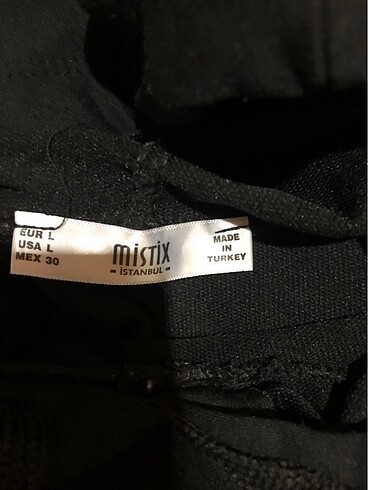 EUR L
USA L
MEX 30
mistix
- İSTANBUL -
MADE
IN
TURKEY